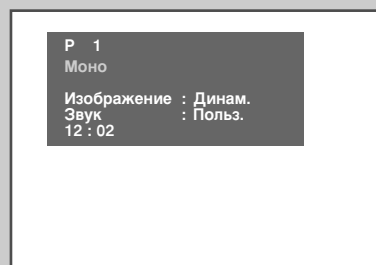 P 1
Моно
Изображение : Динам.
Звук : Польз.
12 : 02